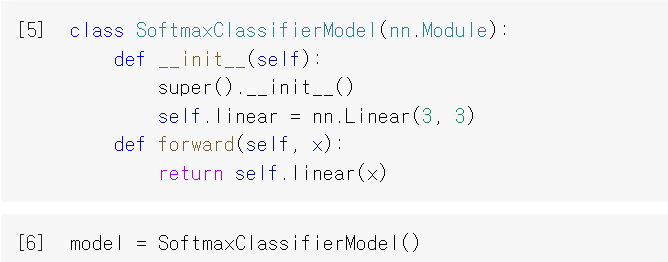 [5] class SoftmaxClassifierModel(nn.Module):
        def __init__(self):
            super().__init__()
            self.linear = nn.Linear(3, 3)
        def forward(self, x):
            return self.linear(x)
[6] model = SoftmaxClassifierModel()